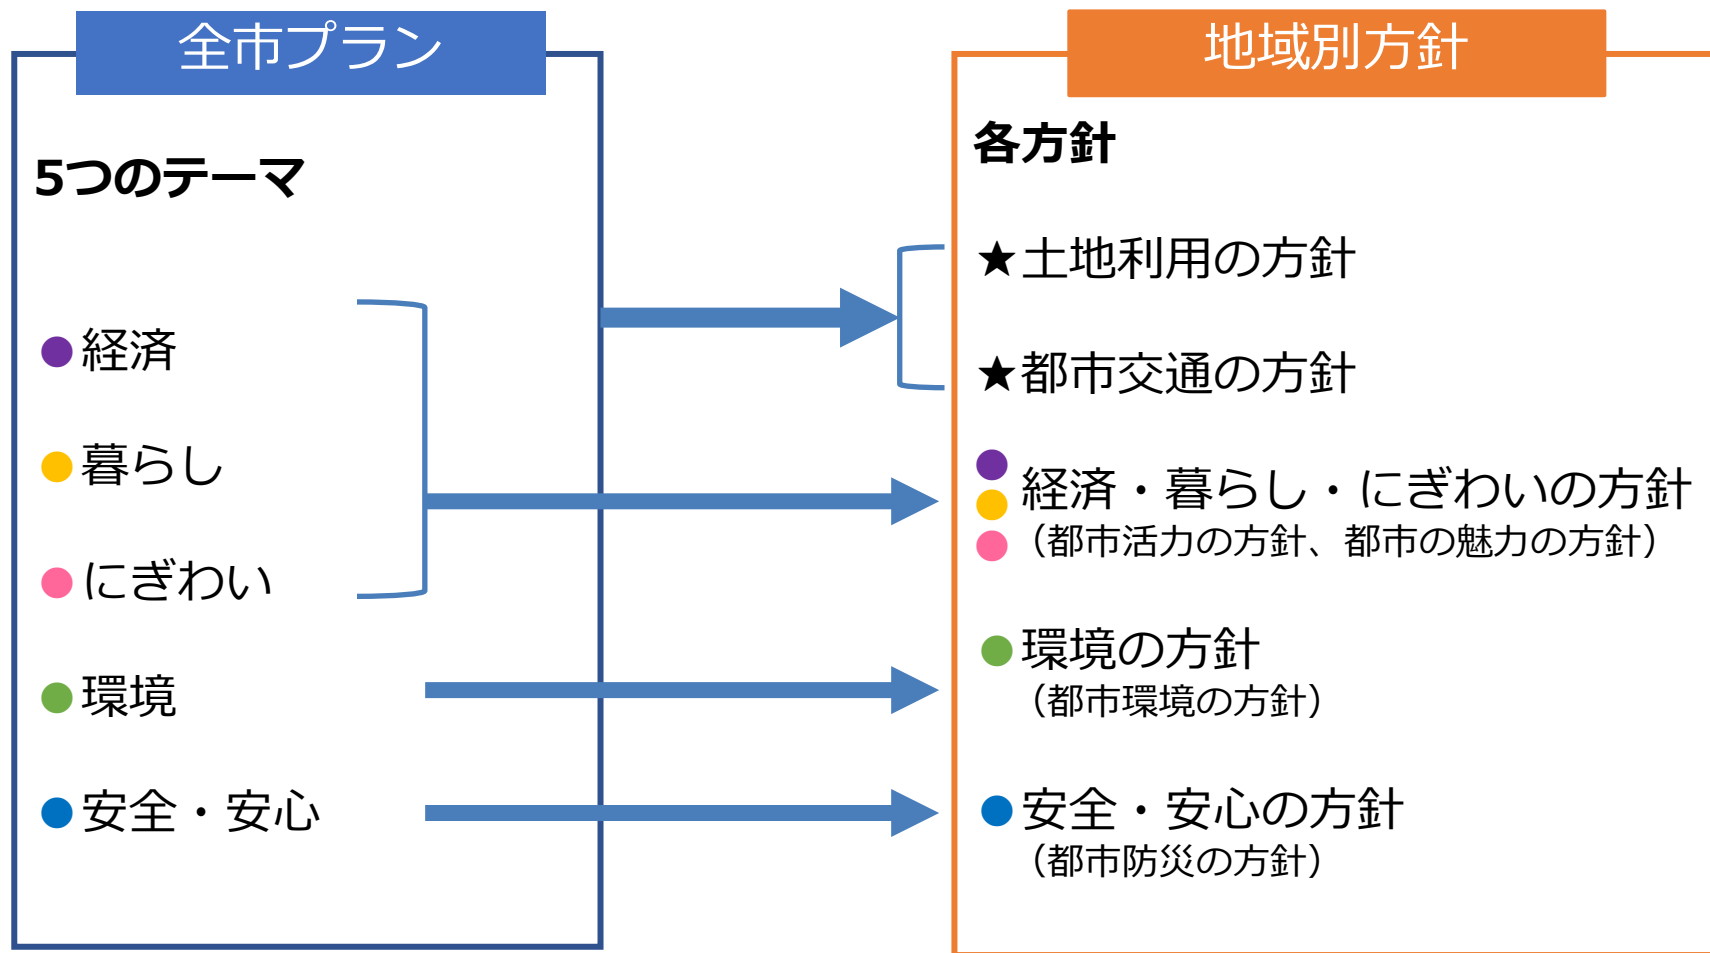 全市プラン
5つのテーマ
●経済
●暮らし
●にぎわい
●環境
●安全・安心
地域別方針
各方針
★土地利用の方針
★都市交通の方針
経済・暮らし・にぎわいの方針
（都市活力の方針、都市の魅力の方針）
●環境の方針
（都市環境の方針）
●安全・安心の方針
（都市防災の方針）